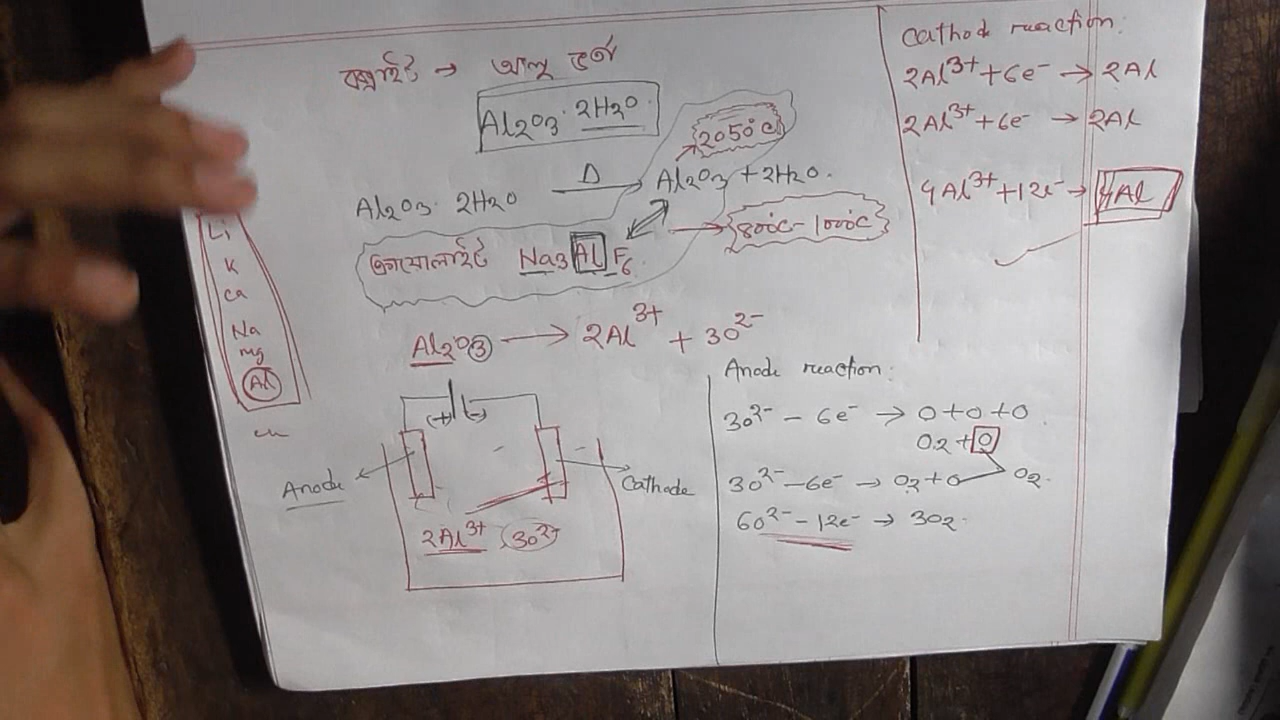 বক্সাইট →
Al2O3. 2H2O.
2050°C
Al2O3. 2H2O Δ→ Al2O3 + 2H2O.
ক্রায়োলাইট Na3AlF6. → 800°C - 1000°C
Al2O3 → 2Al³⁺ + 3O²⁻
Li
K
Ca
Na
Mg
Al
(+) (-)
Anode
Cathode
2Al³⁺ 3O²⁺
Cathode reaction:
2Al³⁺ + 6e⁻ → 2Al
2Al³⁺ + 6e⁻ → 2Al
4Al³⁺ + 12e⁻ → 4Al
Anode reaction:
3O²⁻ - 6e⁻ → O+O+O
O2 + O
3O²⁻ - 6e⁻ → O2 + O O2.
6O²⁻ - 12e⁻ → 3O2.